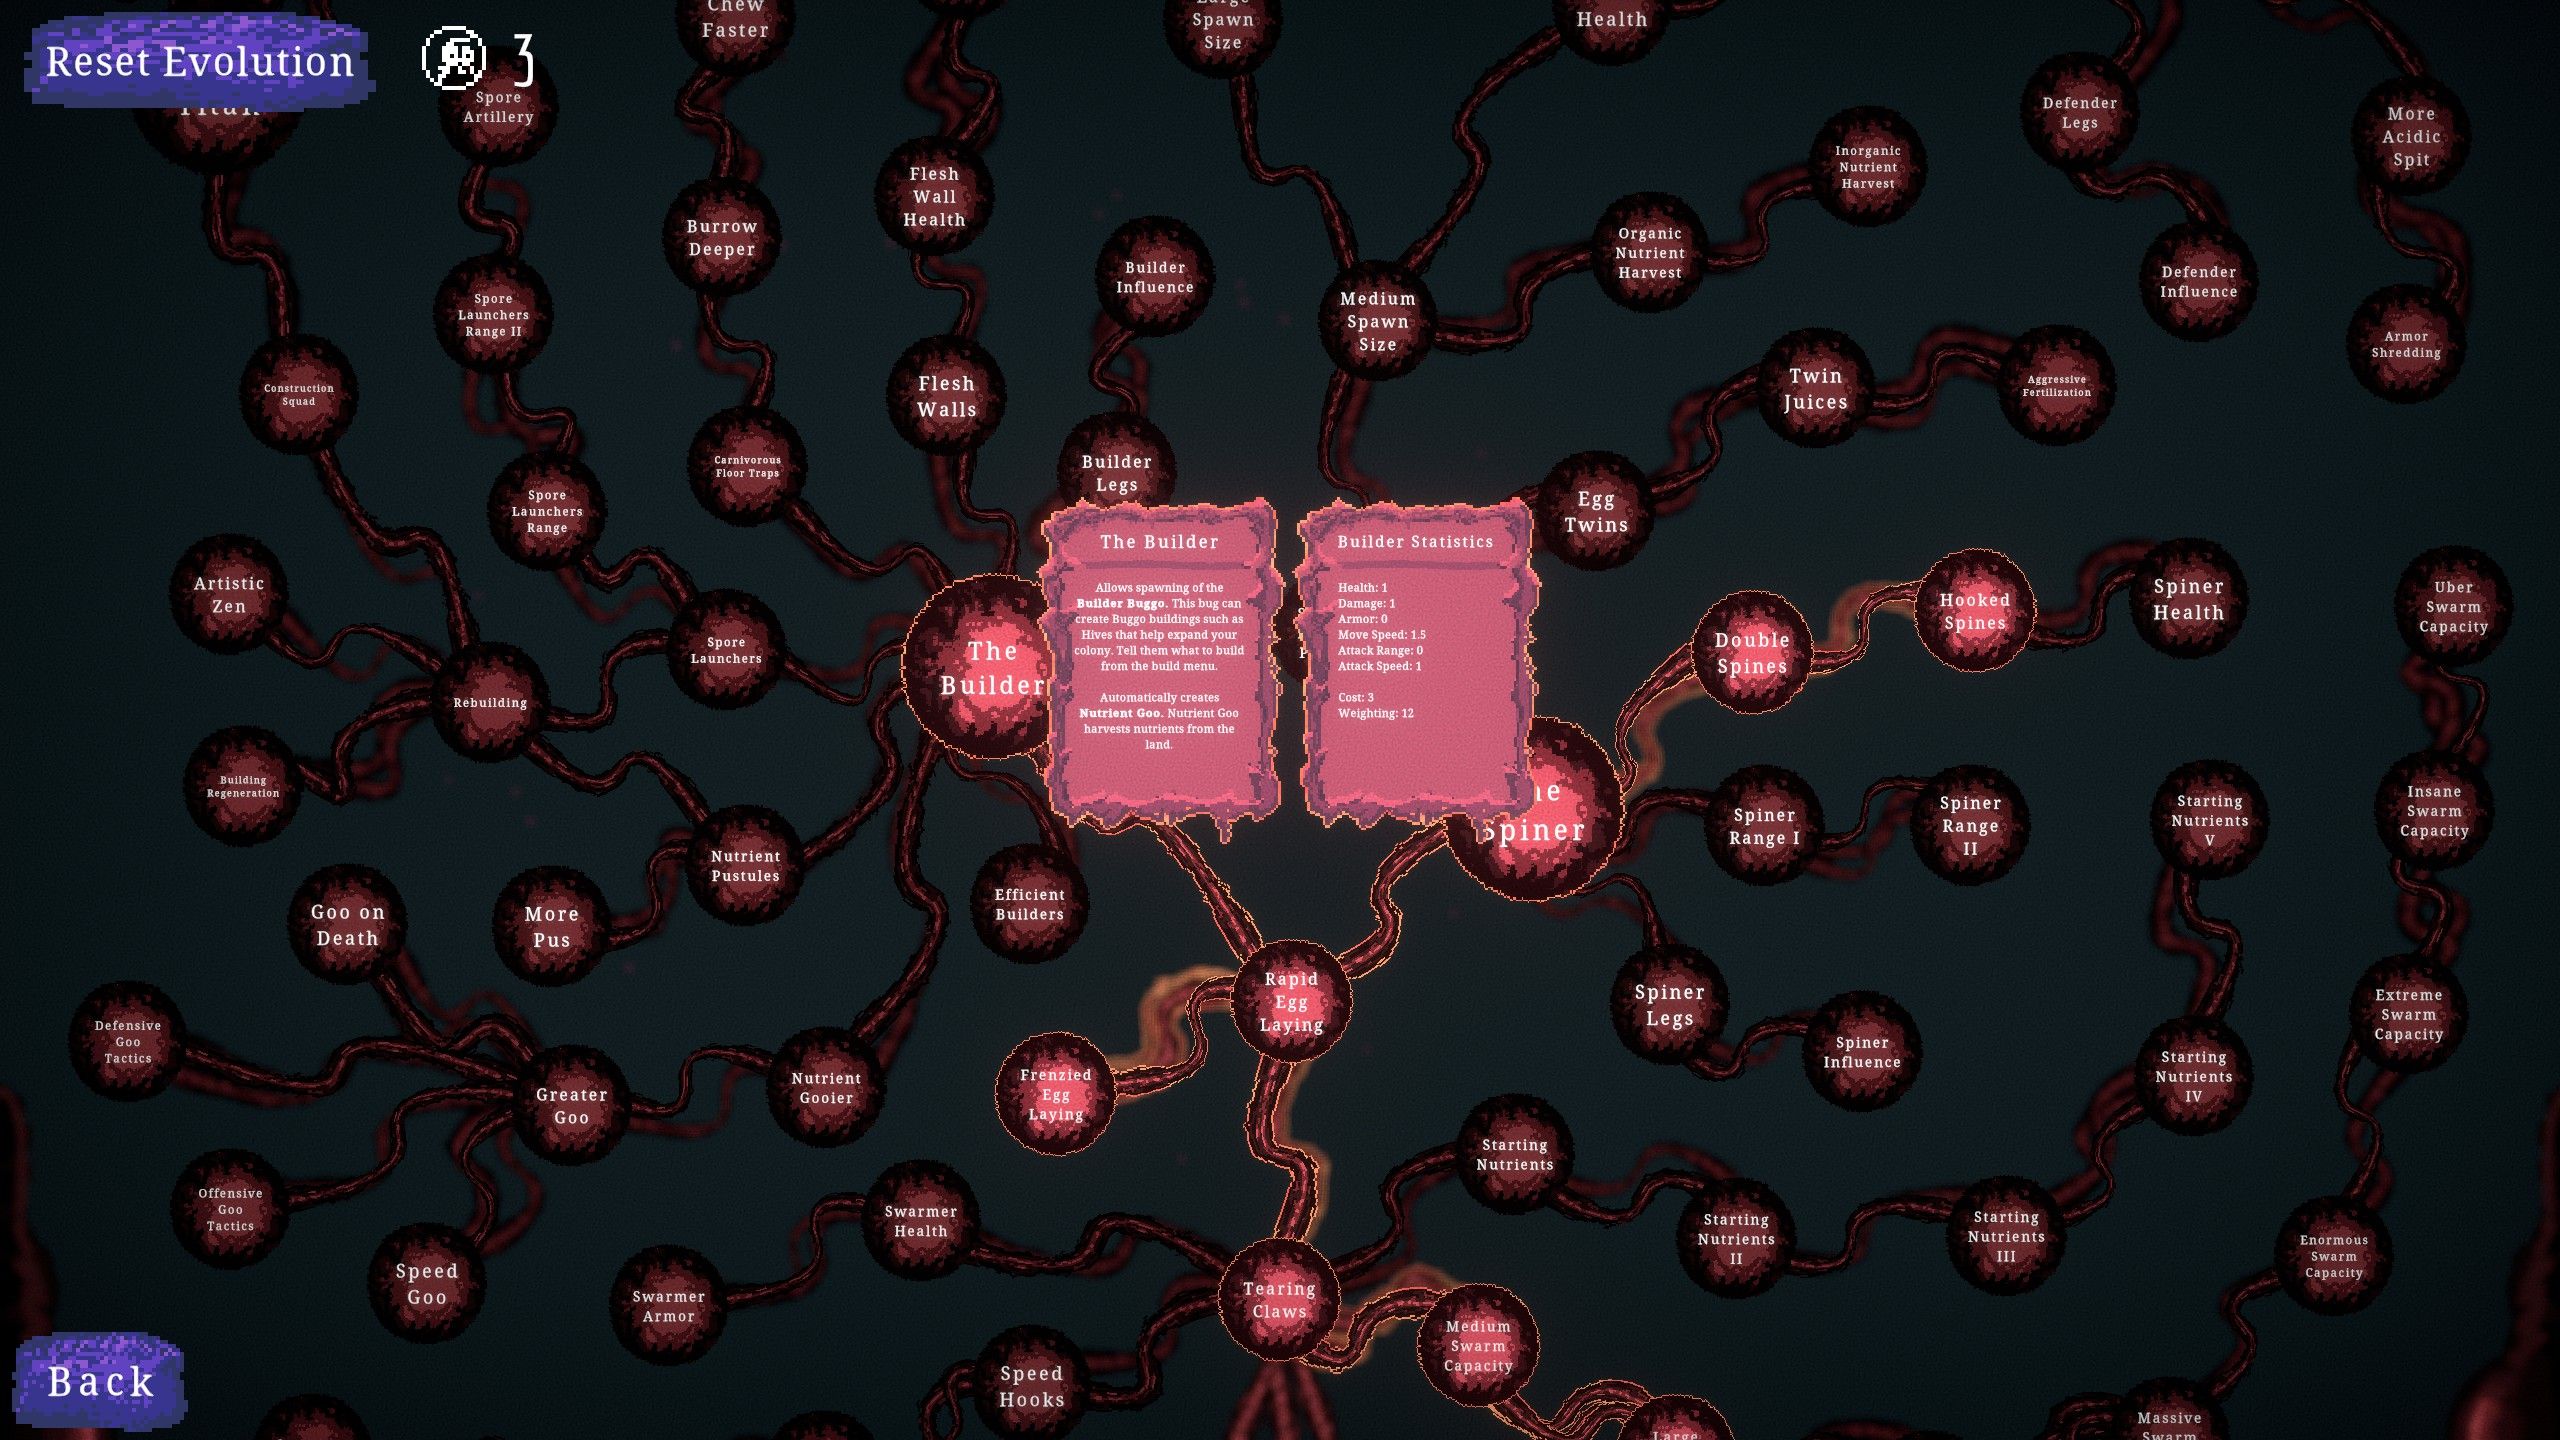 Reset Evolution
3
Titan
Spore
Artillery
Chew
Faster
Large
Spawn
Size
Health
Defender
Legs
More
Acidic
Spit
Inorganic
Nutrient
Harvest
Flesh
Wall
Health
Burrow
Deeper
Organic
Nutrient
Harvest
Builder
Influence
Defender
Influence
Spore
Launchers
Range II
Medium
Spawn
Size
Armor
Shredding
Construction
Squad
Flesh
Walls
Twin
Juices
Aggressive
Fertilization
Carnivorous
Floor Traps
Builder
Legs
Spore
Launchers
Range
Egg
Twins
The Builder
Allows spawning of the
Builder Buggo. This bug can
create Buggo buildings such as
Hives that help expand your
colony. Tell them what to build
from the build menu.
Automatically creates
Nutrient Goo. Nutrient Goo
harvests nutrients from the
land.
Builder Statistics
Health: 1
Damage: 1
Armor: 0
Move Speed: 1.5
Attack Range: 0
Attack Speed: 1
Cost: 3
Weighting: 12
Artistic
Zen
Spore
Launchers
The
Builder
Double
Spines
Hooked
Spines
Spiner
Health
Uber
Swarm
Capacity
Rebuilding
Building
Regeneration
Spiner
Spiner
Range I
Spiner
Range
II
Starting
Nutrients
V
Insane
Swarm
Capacity
Nutrient
Pustules
Goo on
Death
More
Pus
Efficient
Builders
Rapid
Egg
Laying
Spiner
Legs
Extreme
Swarm
Capacity
Defensive
Goo
Tactics
Spiner
Influence
Greater
Goo
Nutrient
Gooier
Frenzied
Egg
Laying
Starting
Nutrients
IV
Offensive
Goo
Tactics
Swarmer
Health
Starting
Nutrients
Starting
Nutrients
II
Starting
Nutrients
III
Enormous
Swarm
Capacity
Speed
Goo
Swarmer
Armor
Tearing
Claws
Medium
Swarm
Capacity
Speed
Hooks
Back
Large
Massive
Swarm